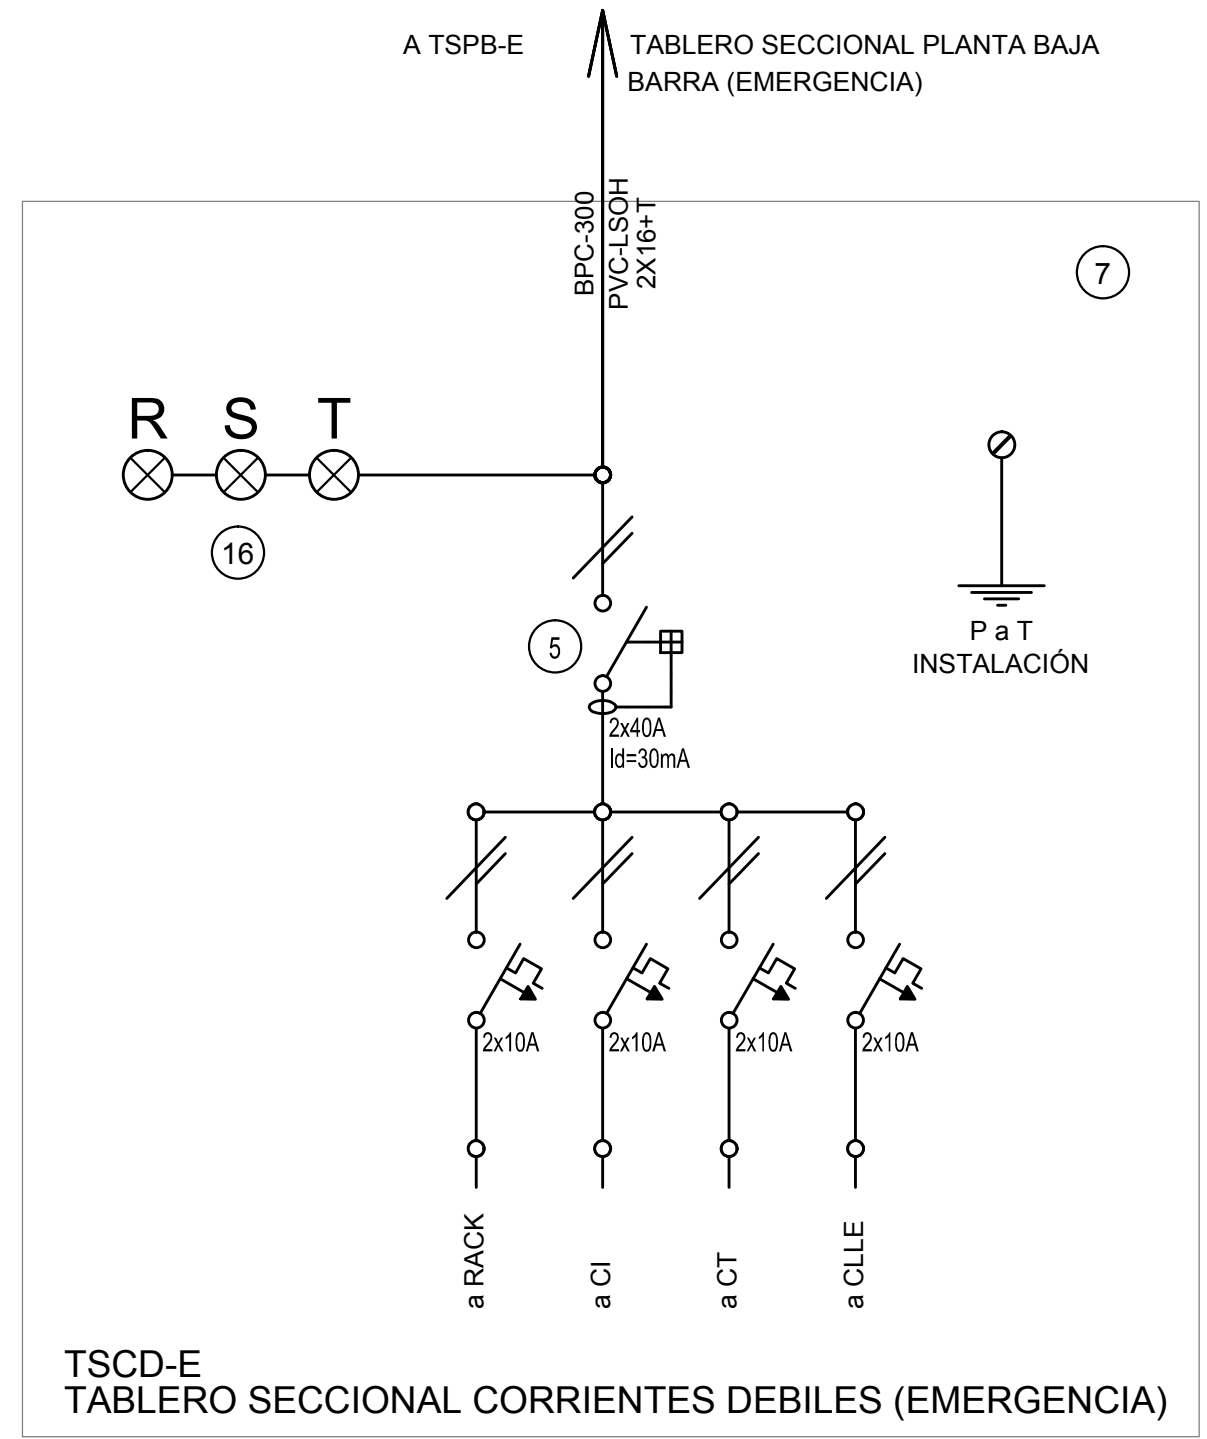 A TSPB-E
TABLERO SECCIONAL PLANTA BAJA
BARRA (EMERGENCIA)
BPC-300
PVC-LSOH
2X16+T
7
R S T
16
5
2x40A
Id=30mA
P a T
INSTALACIÓN
2x10A 2x10A 2x10A 2x10A
a RACK
a CI
a CT
a CLLE
TSCD-E
TABLERO SECCIONAL CORRIENTES DEBILES (EMERGENCIA)